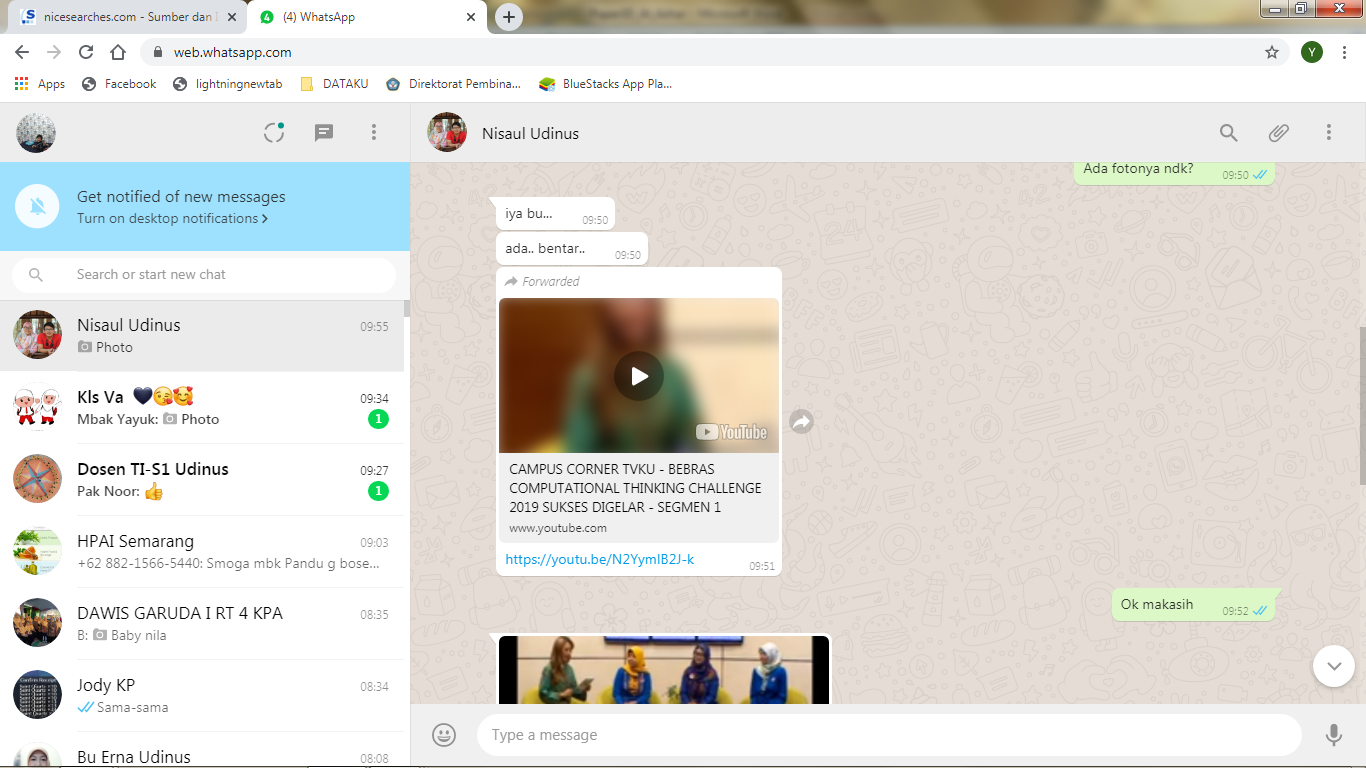 nicesearches.com - Sumber dan I
(4) WhatsApp
web.whatsapp.com
Y
Apps
Facebook
lightningnewtab
DATAKU
Direktorat Pembina...
BlueStacks App Pla...
Nisaul Udinus
Get notified of new messages
Turn on desktop notifications >
Search or start new chat
Nisaul Udinus 09:55
Photo
Kls Va 🖤😘🥰 09:34
Mbak Yayuk: Photo 1
Dosen TI-S1 Udinus 09:27
Pak Noor: 👍 1
HPAI Semarang 09:03
+62 882-1566-5440: Smoga mbk Pandu g bose...
DAWIS GARUDA I RT 4 KPA 08:35
B: Baby nila
Jody KP 08:34
Sama-sama
Bu Erna Udinus 08:08
Ada fotonya ndk? 09:50
iya bu... 09:50
ada.. bentar.. 09:50
Forwarded
YouTube
CAMPUS CORNER TVKU - BEBRAS
COMPUTATIONAL THINKING CHALLENGE
2019 SUKSES DIGELAR - SEGMEN 1
www.youtube.com
https://youtu.be/N2YymlB2J-k 09:51
Ok makasih 09:52
Type a message